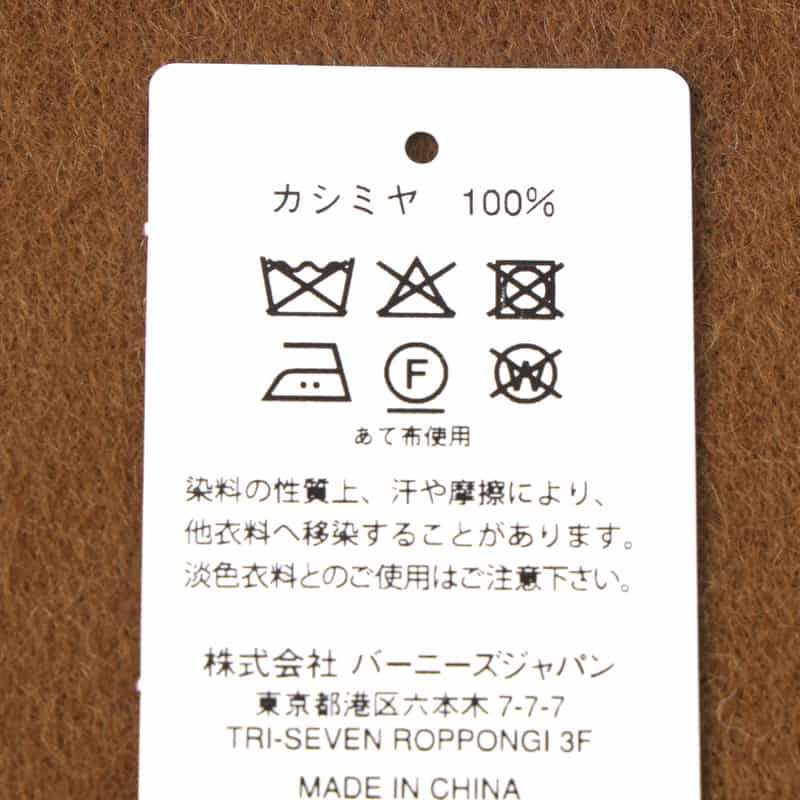 カシミヤ 100%
F
W
あて布使用
染料の性質上、汗や摩擦により、
他衣料へ移染することがあります。
淡色衣料とのご使用はご注意下さい。
株式会社 バーニーズジャパン
東京都港区六本木 7-7-7
TRI-SEVEN ROPPONGI 3F
MADE IN CHINA